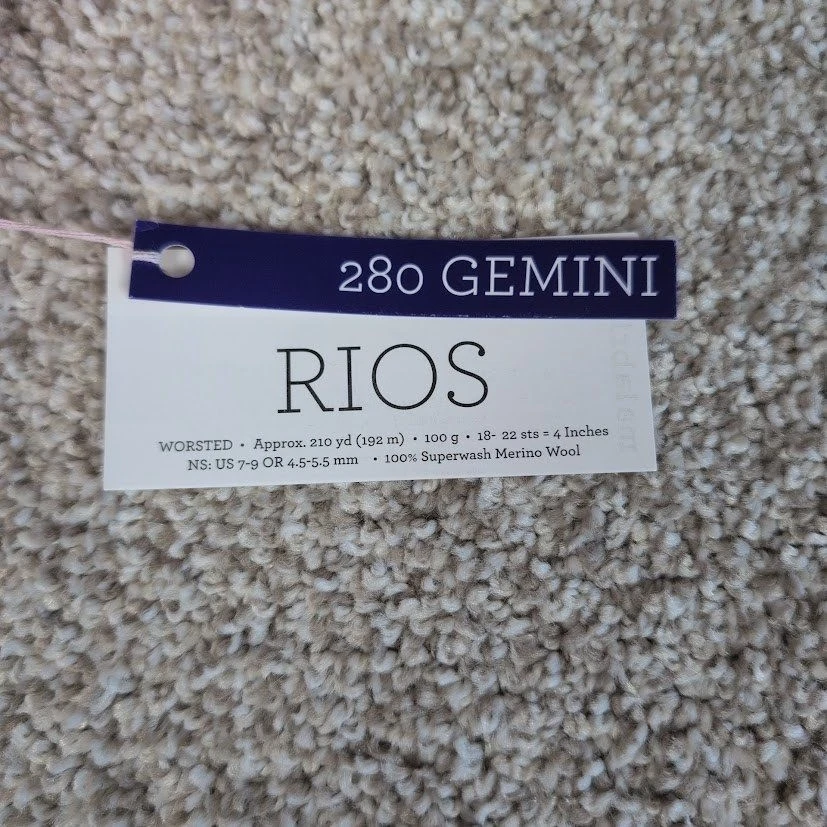 280 GEMINI
RIOS
WORSTED • Approx. 210 yd (192 m) • 100 g • 18- 22 sts = 4 Inches
NS: US 7-9 OR 4.5-5.5 mm • 100% Superwash Merino Wool